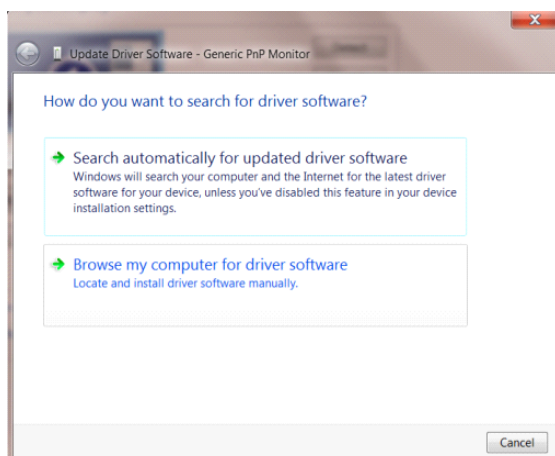 Update Driver Software - Generic PnP Monitor
How do you want to search for driver software?
Search automatically for updated driver software
Windows will search your computer and the Internet for the latest driver
software for your device, unless you've disabled this feature in your device
installation settings.
Browse my computer for driver software
Locate and install driver software manually.
Cancel